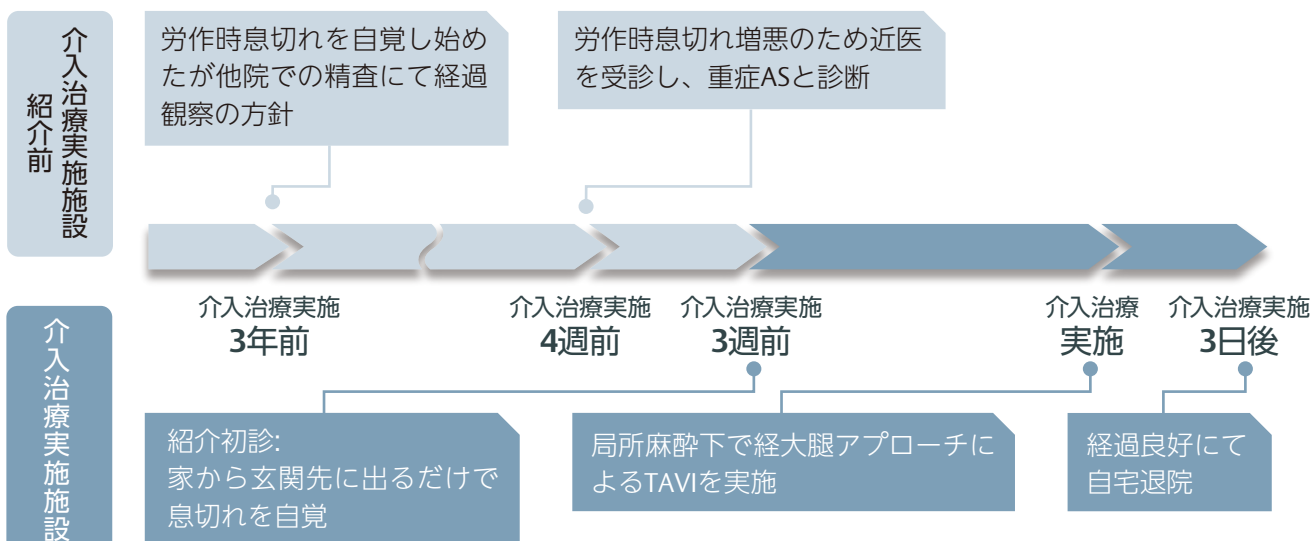 介入治療実施施設
紹介前
労作時息切れを自覚し始め
たが他院での精査にて経過
観察の方針
労作時息切れ増悪のため近医
を受診し、重症ASと診断
介入治療実施
3年前
介入治療実施
4週前
介入治療実施
3週前
介入治療
実施
介入治療実施
3日後
介入治療実施施設
紹介初診:
家から玄関先に出るだけで
息切れを自覚
局所麻酔下で経大腿アプローチに
よるTAVIを実施
経過良好にて
自宅退院